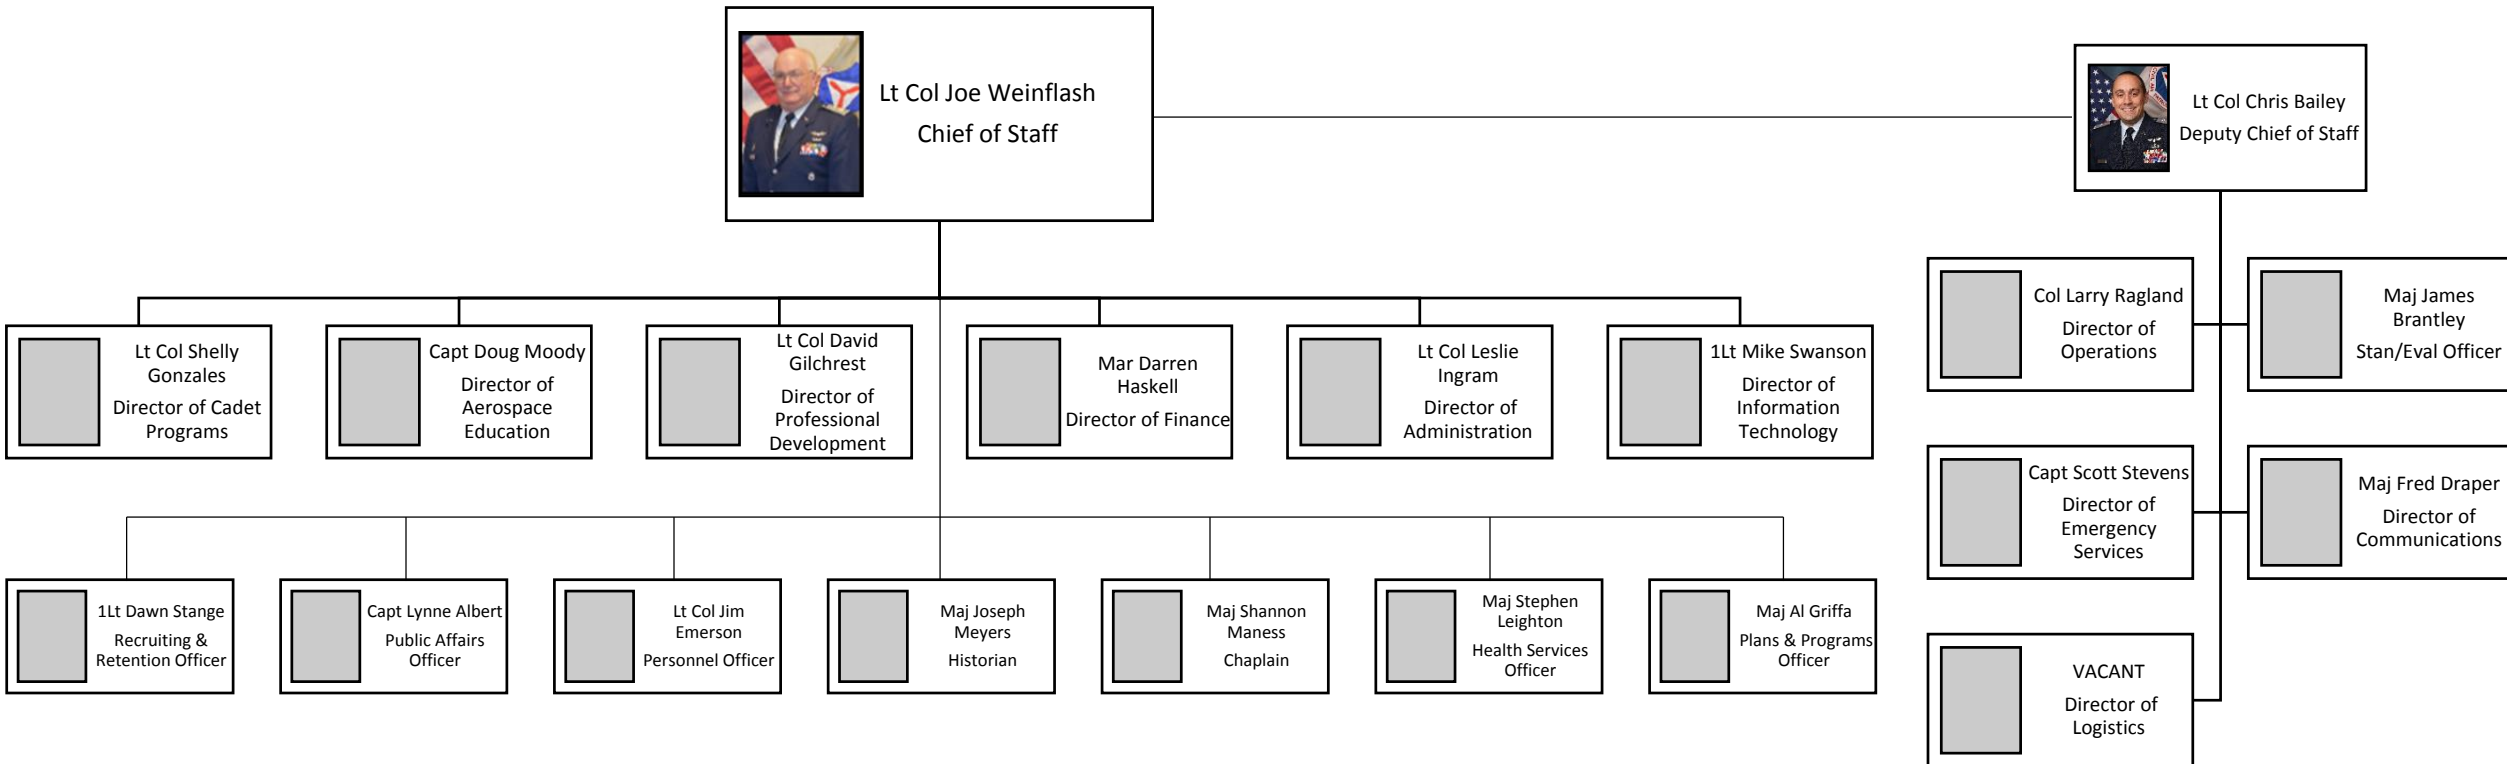 Lt Col Joe Weinflash
Chief of Staff
Lt Col Chris Bailey
Deputy Chief of Staff
Lt Col Shelly
Gonzales
Director of Cadet
Programs
Capt Doug Moody
Director of
Aerospace
Education
Lt Col David
Gilchrest
Director of
Professional
Development
Mar Darren
Haskell
Director of Finance
Lt Col Leslie
Ingram
Director of
Administration
1Lt Mike Swanson
Director of
Information
Technology
Col Larry Ragland
Director of
Operations
Maj James
Brantley
Stan/Eval Officer
Capt Scott Stevens
Director of
Emergency
Services
Maj Fred Draper
Director of
Communications
1Lt Dawn Stange
Recruiting &
Retention Officer
Capt Lynne Albert
Public Affairs
Officer
Lt Col Jim
Emerson
Personnel Officer
Maj Joseph
Meyers
Historian
Maj Shannon
Maness
Chaplain
Maj Stephen
Leighton
Health Services
Officer
Maj Al Griffa
Plans & Programs
Officer
VACANT
Director of
Logistics